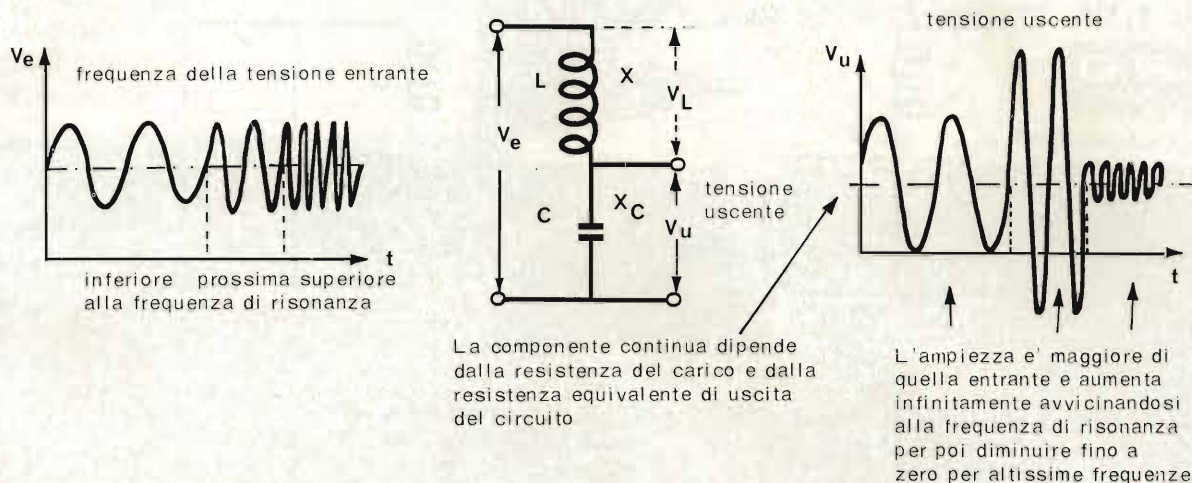 Ve
frequenza della tensione entrante
t
inferiore prossima superiore
alla frequenza di risonanza
L
X
VL
Ve
C
XC
Vu
tensione
uscente
La componente continua dipende
dalla resistenza del carico e dalla
resistenza equivalente di uscita
del circuito
tensione uscente
Vu
t
L'ampiezza e' maggiore di
quella entrante e aumenta
infinitamente avvicinandosi
alla frequenza di risonanza
per poi diminuire fino a
zero per altissime frequenze